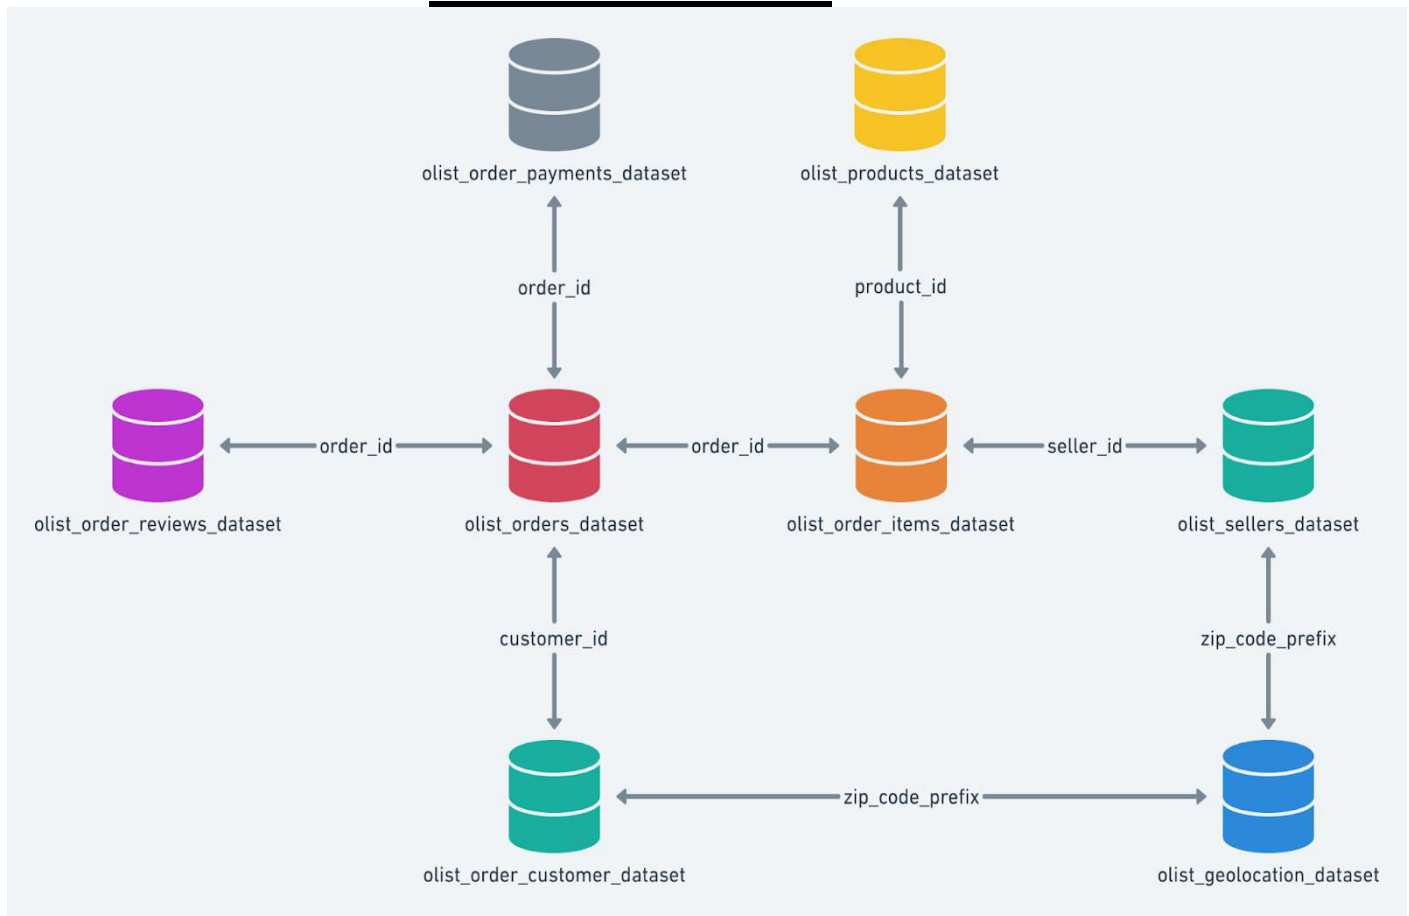 olist_order_payments_dataset
olist_products_dataset
order_id
product_id
order_id
order_id
seller_id
olist_order_reviews_dataset
olist_orders_dataset
olist_order_items_dataset
olist_sellers_dataset
customer_id
zip_code_prefix
zip_code_prefix
olist_order_customer_dataset
olist_geolocation_dataset